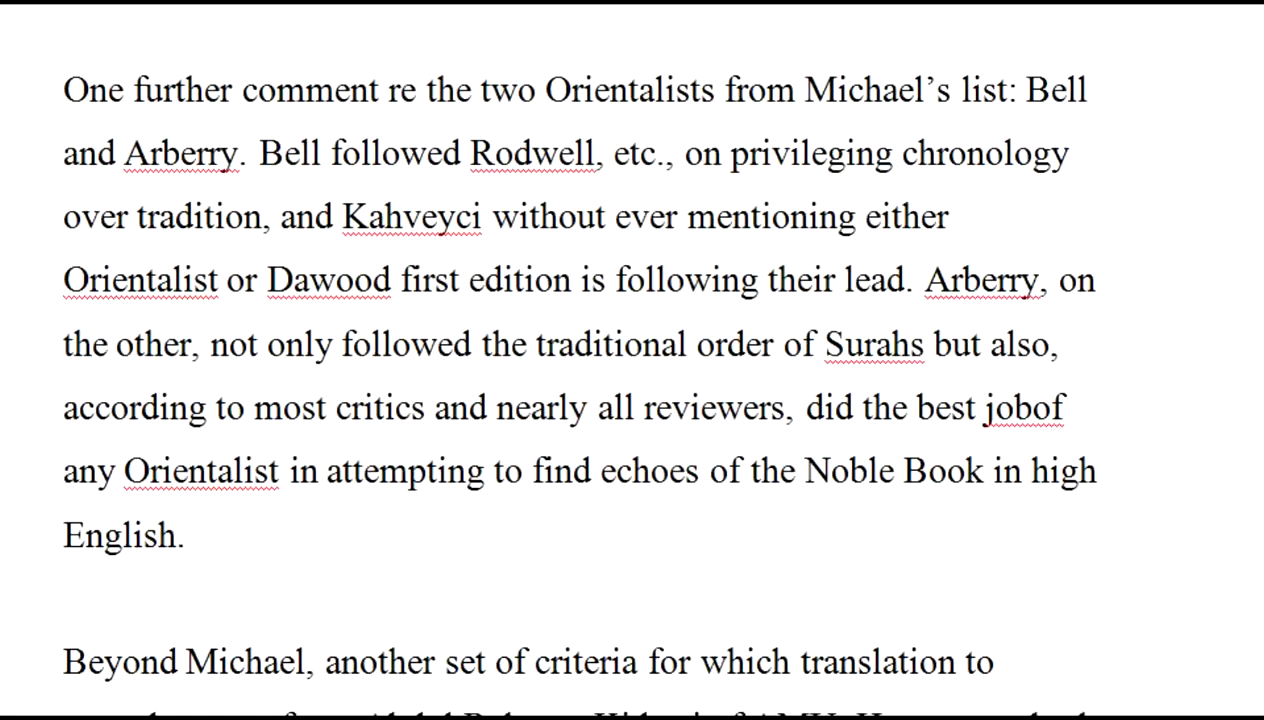 One further comment re the two Orientalists from Michael’s list: Bell
and Arberry. Bell followed Rodwell, etc., on privileging chronology
over tradition, and Kahveyci without ever mentioning either
Orientalist or Dawood first edition is following their lead. Arberry, on
the other, not only followed the traditional order of Surahs but also,
according to most critics and nearly all reviewers, did the best jobof
any Orientalist in attempting to find echoes of the Noble Book in high
English.
Beyond Michael, another set of criteria for which translation to